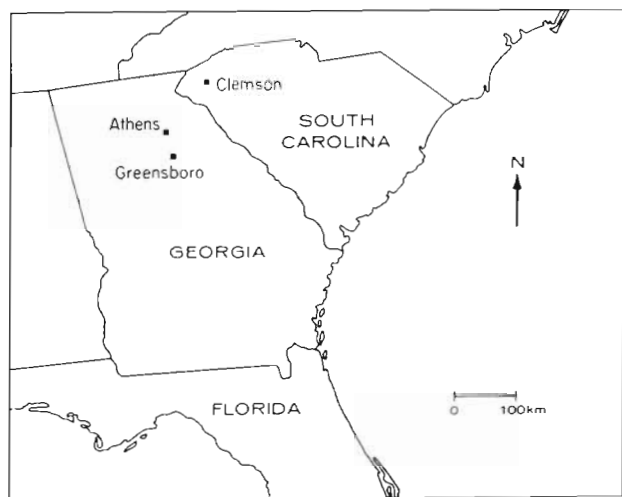 Clemson
Athens
SOUTH
CAROLINA
Greensboro
N
GEORGIA
0 100km
FLORIDA